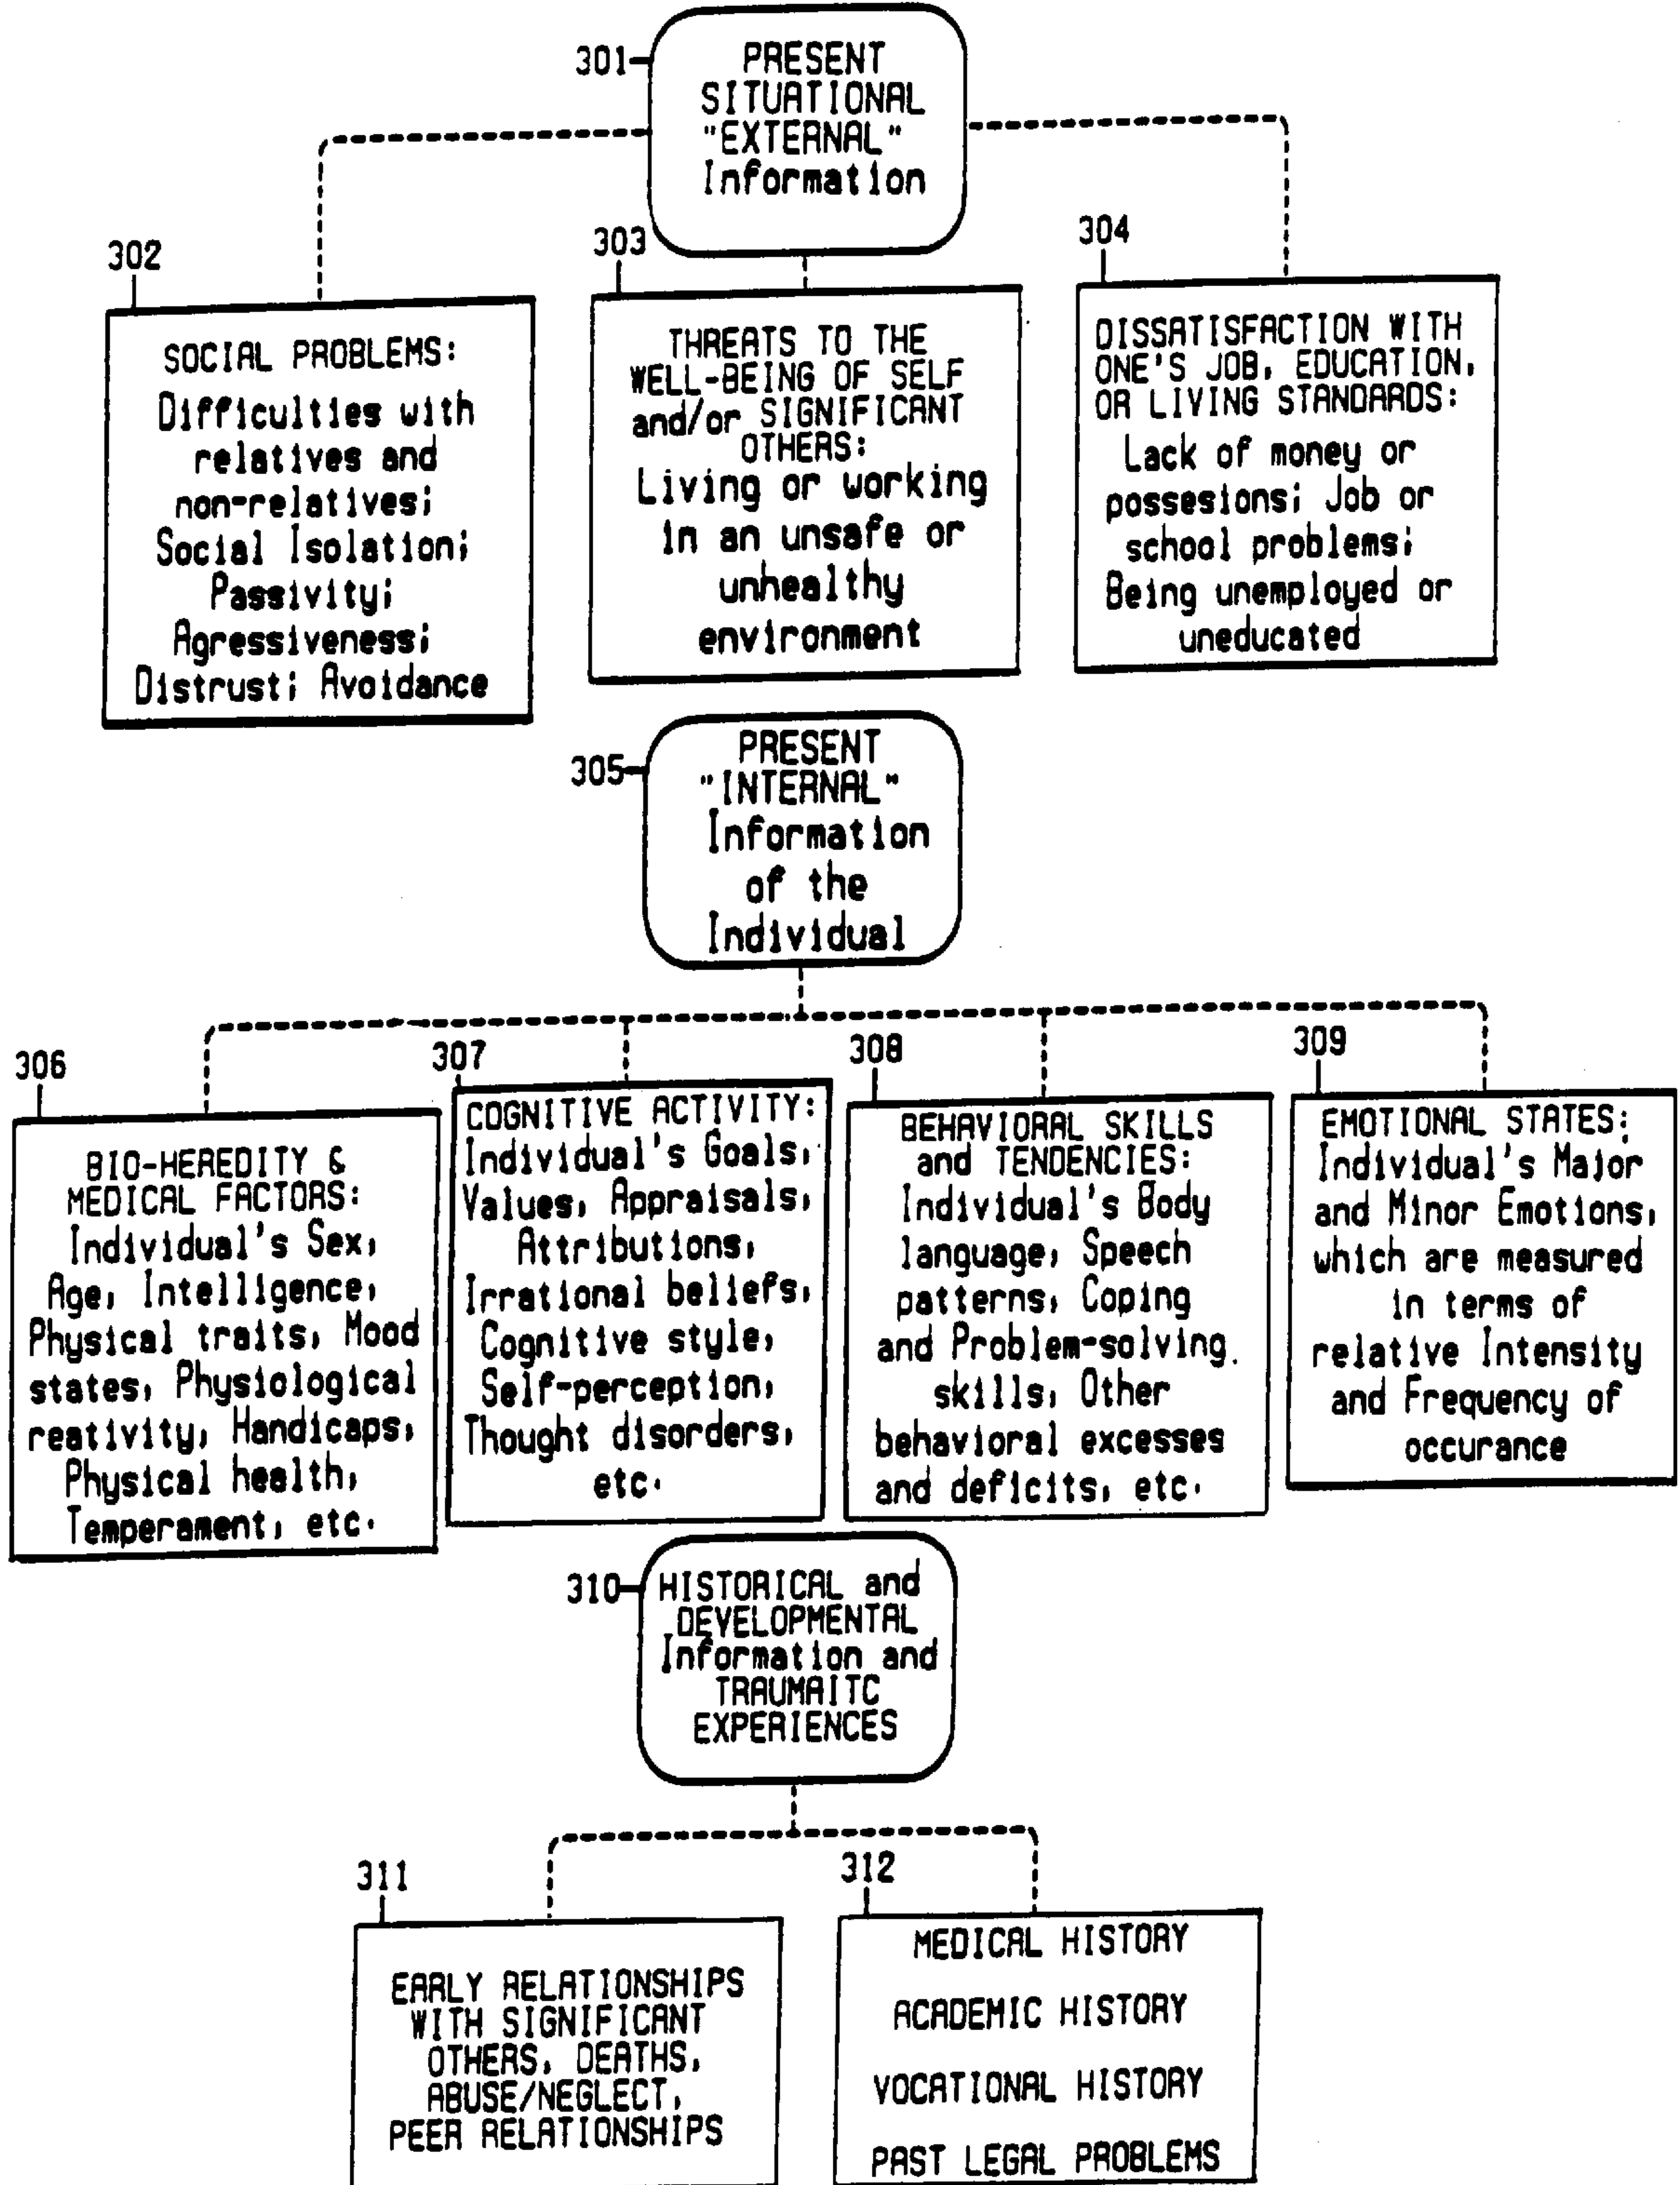 301
PRESENT
SITUATIONAL
"EXTERNAL"
Information
302
SOCIAL PROBLEMS:
Difficulties with
relatives and
non-relatives;
Social Isolation;
Passivity;
Agressiveness;
Distrust; Avoidance
303
THREATS TO THE
WELL-BEING OF SELF
and/or SIGNIFICANT
OTHERS:
Living or working
in an unsafe or
unhealthy
environment
304
DISSATISFACTION WITH
ONE'S JOB, EDUCATION,
OR LIVING STANDARDS:
Lack of money or
possesions; Job or
school problems;
Being unemployed or
uneducated
305
PRESENT
"INTERNAL"
Information
of the
Individual
306
BIO-HEREDITY &
MEDICAL FACTORS:
Individual's Sex,
Age, Intelligence,
Physical traits, Mood
states, Physiological
reativity, Handicaps,
Physical health,
Temperament, etc.
307
COGNITIVE ACTIVITY:
Individual's Goals,
Values, Appraisals,
Attributions,
Irrational beliefs,
Cognitive style,
Self-perception,
Thought disorders,
etc.
308
BEHAVIORAL SKILLS
and TENDENCIES:
Individual's Body
language, Speech
patterns, Coping
and Problem-solving
skills, Other
behavioral excesses
and deficits, etc.
309
EMOTIONAL STATES:
Individual's Major
and Minor Emotions,
which are measured
in terms of
relative Intensity
and Frequency of
occurance
310
HISTORICAL and
DEVELOPMENTAL
Information and
TRAUMAITC
EXPERIENCES
311
EARLY RELATIONSHIPS
WITH SIGNIFICANT
OTHERS, DEATHS,
ABUSE/NEGLECT,
PEER RELATIONSHIPS
312
MEDICAL HISTORY
ACADEMIC HISTORY
VOCATIONAL HISTORY
PAST LEGAL PROBLEMS